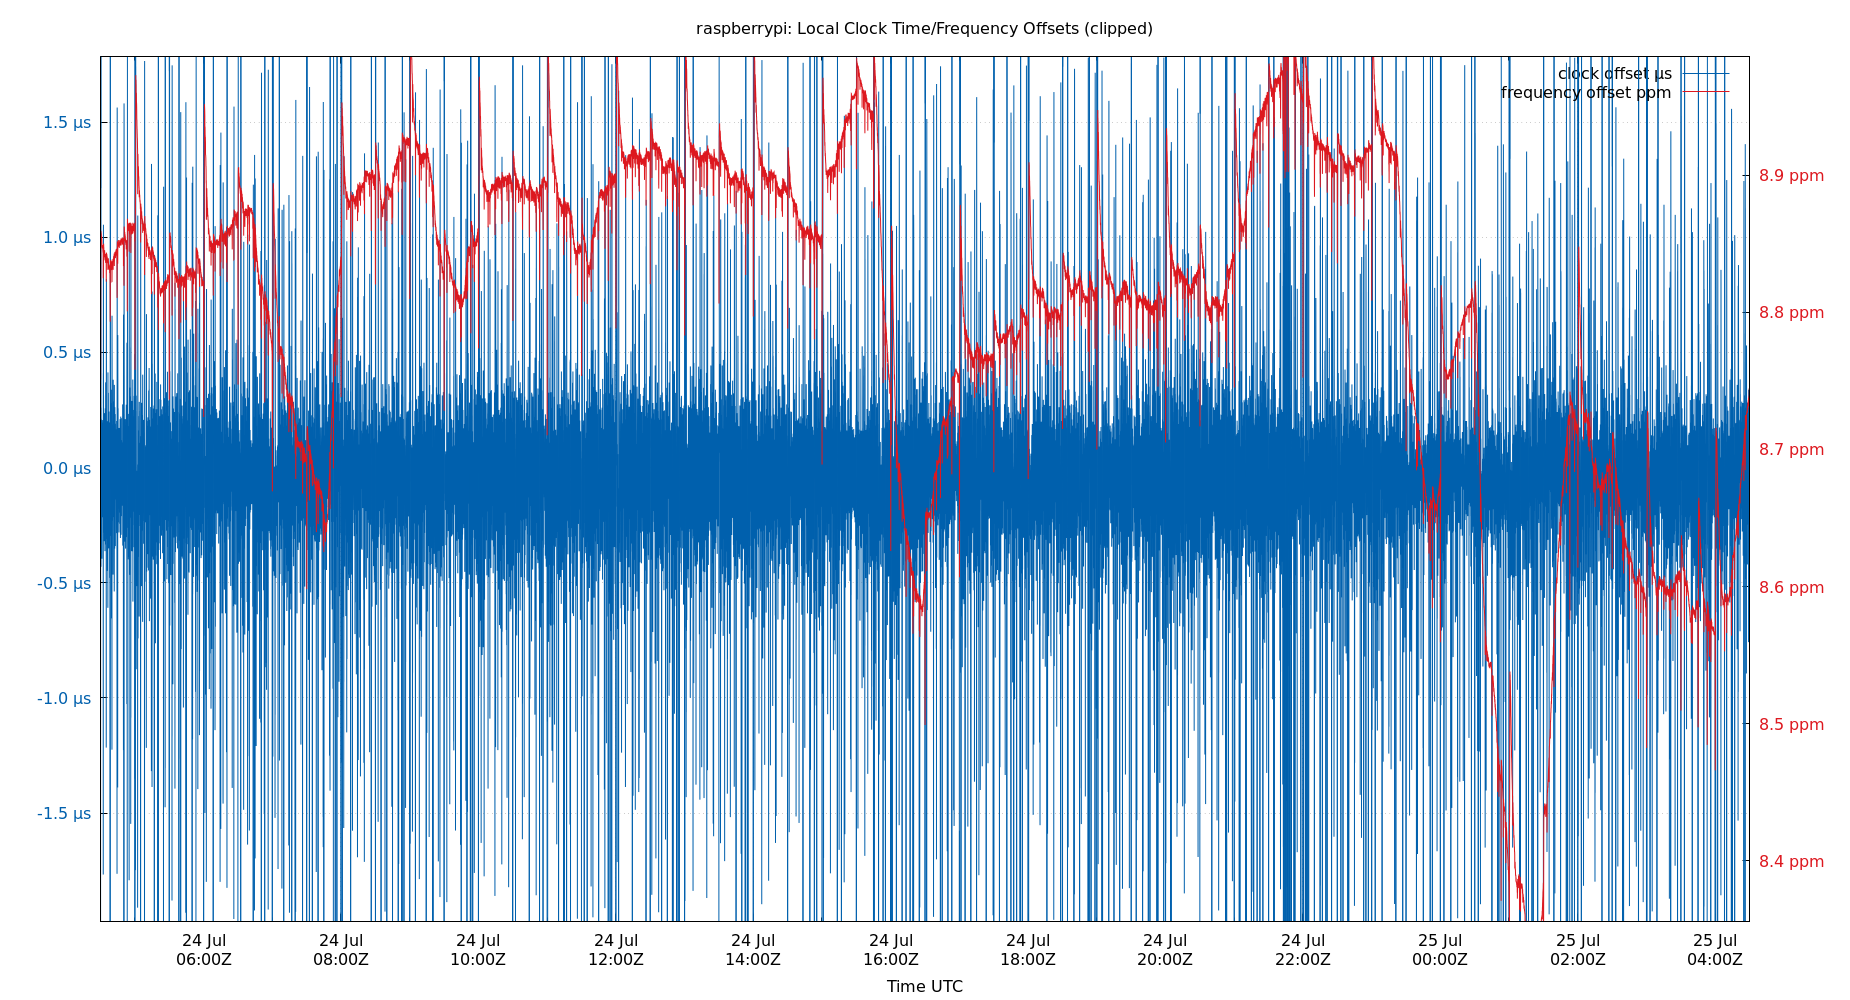 raspberrypi: Local Clock Time/Frequency Offsets (clipped)
clock offset µs
frequency offset ppm
1.5 µs
1.0 µs
0.5 µs
0.0 µs
-0.5 µs
-1.0 µs
-1.5 µs
8.9 ppm
8.8 ppm
8.7 ppm
8.6 ppm
8.5 ppm
8.4 ppm
24 Jul 24 Jul 24 Jul 24 Jul 24 Jul 24 Jul 24 Jul 24 Jul 24 Jul 25 Jul 25 Jul 25 Jul
06:00Z 08:00Z 10:00Z 12:00Z 14:00Z 16:00Z 18:00Z 20:00Z 22:00Z 00:00Z 02:00Z 04:00Z
Time UTC